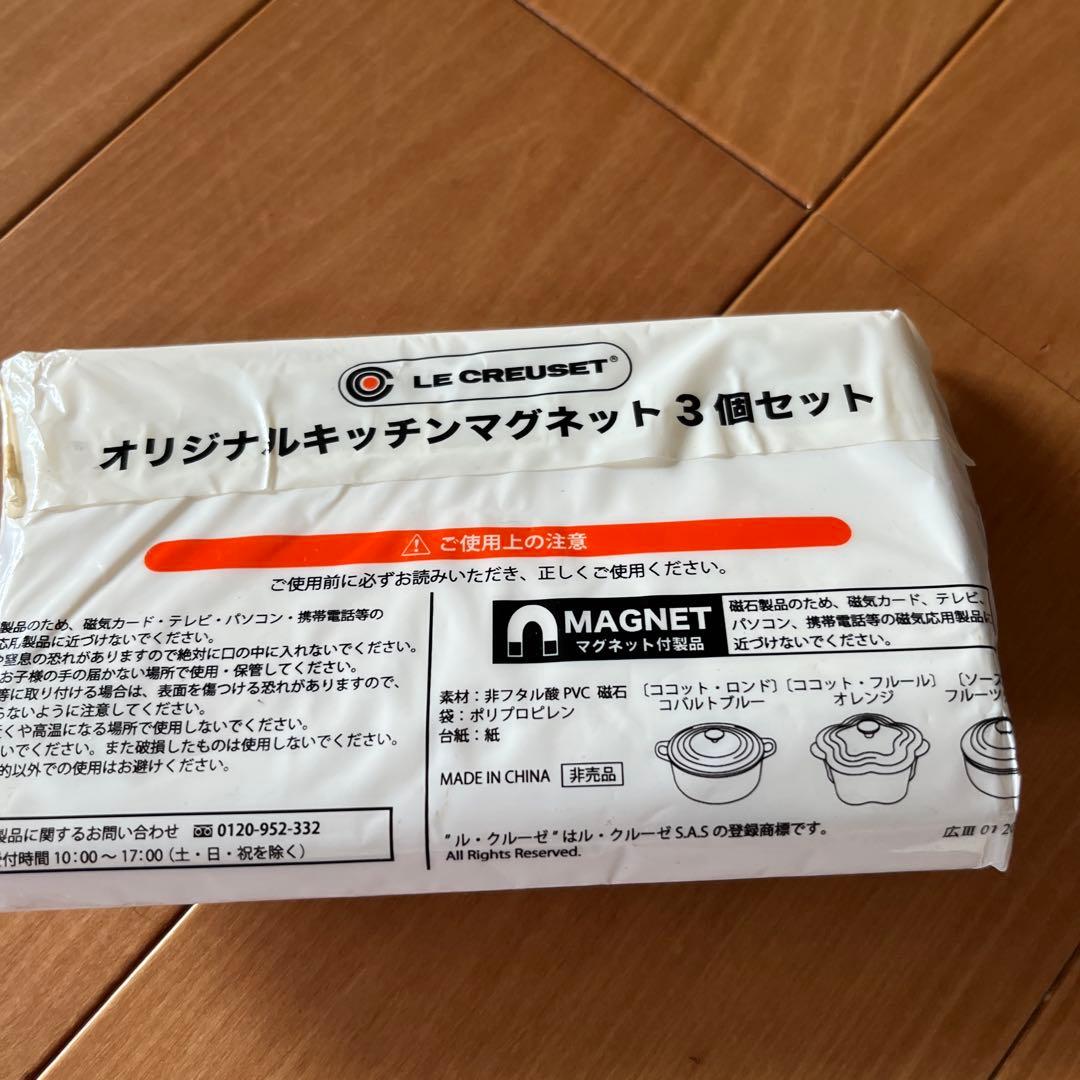 LE CREUSET®
オリジナルキッチンマグネット 3 個セット
⚠ ご使用上の注意
ご使用前に必ずお読みいただき、正しくご使用ください。
製品のため、磁気カード・テレビ・パソコン・携帯電話等の
応用製品に近づけないでください。
窒息の恐れがありますので絶対に口の中に入れないでください。
お子様の手の届かない場所で使用・保管してください。
等に取り付ける場合は、表面を傷つける恐れがありますので、
らないように注意してください。
くや高温になる場所で使用しないでください。
いでください。また破損したものは使用しないでください。
的以外での使用はお避けください。
製品に関するお問い合わせ 0120-952-332
付時間 10:00～17:00(土・日・祝を除く)
MAGNET
マグネット付製品
磁石製品のため、磁気カード、テレビ、
パソコン、携帯電話等の磁気応用製品に
近づけないでください。
素材：非フタル酸 PVC 磁石
袋：ポリプロピレン
台紙：紙
MADE IN CHINA 非売品
〔ココット・ロンド〕
コバルトブルー
〔ココット・フルール〕
オレンジ
〔ソース
フルーツ
"ル・クルーゼ"はル・クルーゼ S.A.S の登録商標です。
All Rights Reserved.
広Ⅲ 01 20